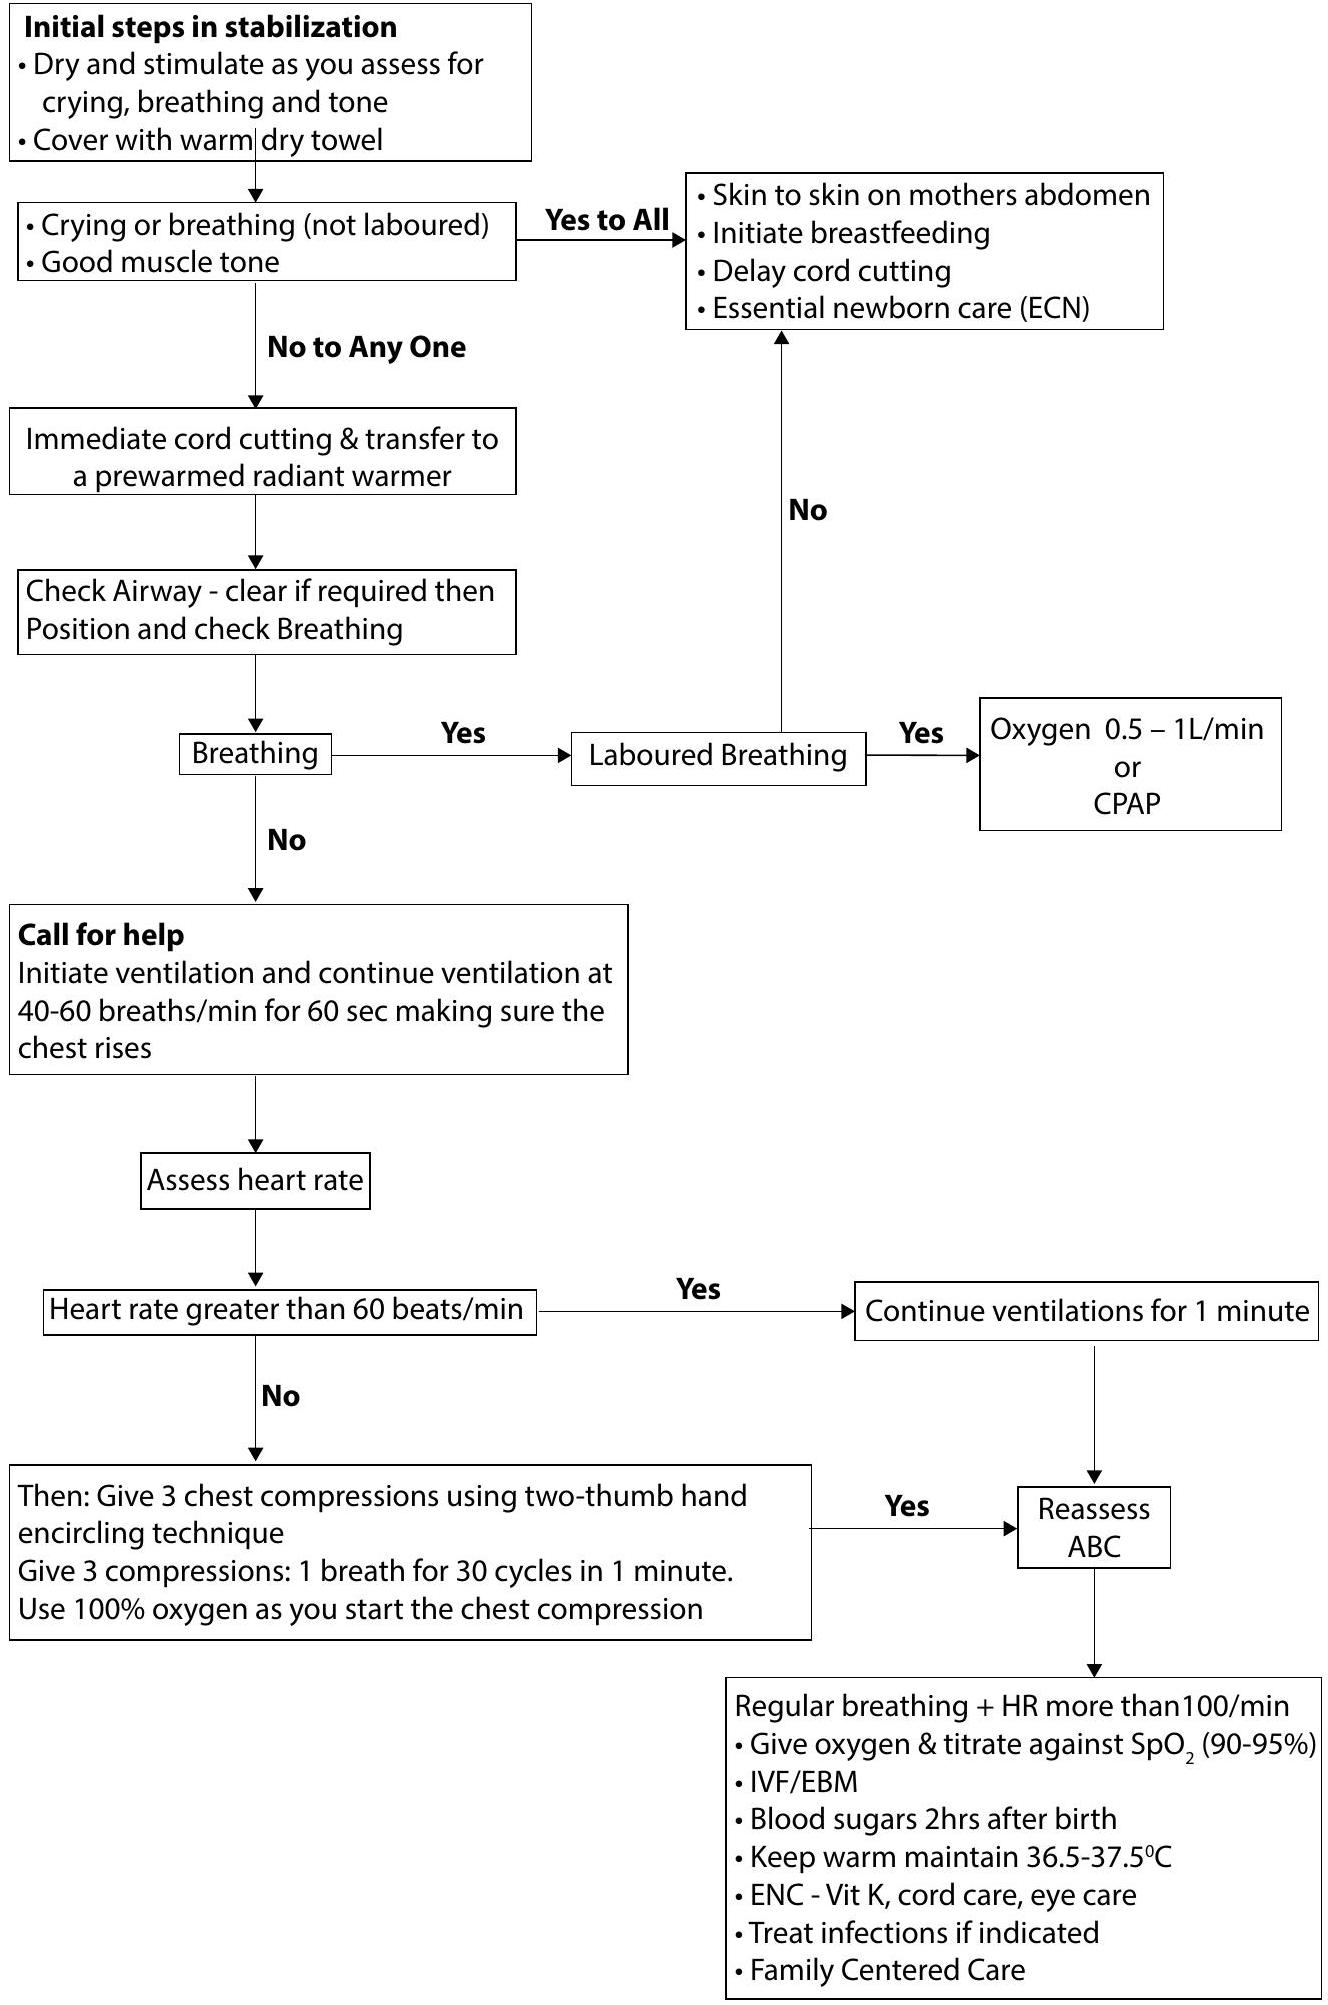 Initial steps in stabilization
• Dry and stimulate as you assess for
crying, breathing and tone
• Cover with warm dry towel
• Crying or breathing (not laboured)
• Good muscle tone
Yes to All
• Skin to skin on mothers abdomen
• Initiate breastfeeding
• Delay cord cutting
• Essential newborn care (ECN)
No to Any One
Immediate cord cutting & transfer to
a prewarmed radiant warmer
No
Check Airway - clear if required then
Position and check Breathing
Breathing
Yes
Laboured Breathing
Yes
Oxygen 0.5 – 1L/min
or
CPAP
No
Call for help
Initiate ventilation and continue ventilation at
40-60 breaths/min for 60 sec making sure the
chest rises
Assess heart rate
Heart rate greater than 60 beats/min
Yes
Continue ventilations for 1 minute
No
Then: Give 3 chest compressions using two-thumb hand
encircling technique
Give 3 compressions: 1 breath for 30 cycles in 1 minute.
Use 100% oxygen as you start the chest compression
Yes
Reassess
ABC
Regular breathing + HR more than100/min
• Give oxygen & titrate against SpO₂ (90-95%)
• IVF/EBM
• Blood sugars 2hrs after birth
• Keep warm maintain 36.5-37.5⁰C
• ENC - Vit K, cord care, eye care
• Treat infections if indicated
• Family Centered Care